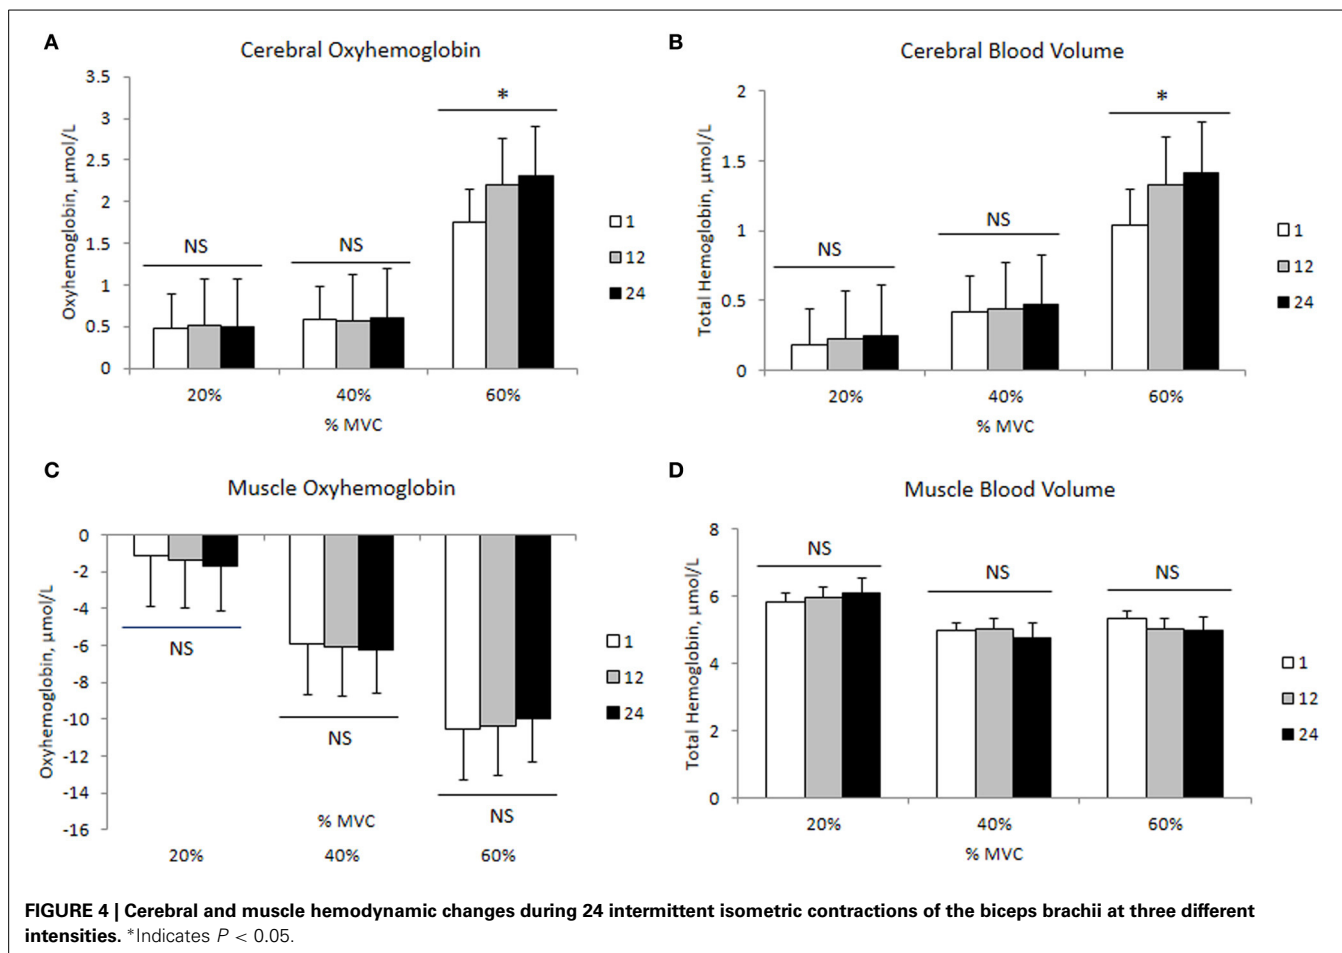 A
Cerebral Oxyhemoglobin
3.5
3
2.5
2
1.5
1
0.5
0
Oxyhemoglobin, µmol/L
NS
NS
*
1
12
24
20%
40%
60%
% MVC
B
Cerebral Blood Volume
2
1.5
1
0.5
0
Total Hemoglobin, µmol/L
NS
NS
*
1
12
24
20%
40%
60%
% MVC
C
Muscle Oxyhemoglobin
0
-2
-4
-6
-8
-10
-12
-14
-16
Oxyhemoglobin, µmol/L
NS
NS
NS
1
12
24
% MVC
20%
40%
60%
D
Muscle Blood Volume
8
6
4
2
0
Total Hemoglobin, µmol/L
NS
NS
NS
1
12
24
20%
40%
60%
% MVC
FIGURE 4 | Cerebral and muscle hemodynamic changes during 24 intermittent isometric contractions of the biceps brachii at three different
intensities. *Indicates P < 0.05.